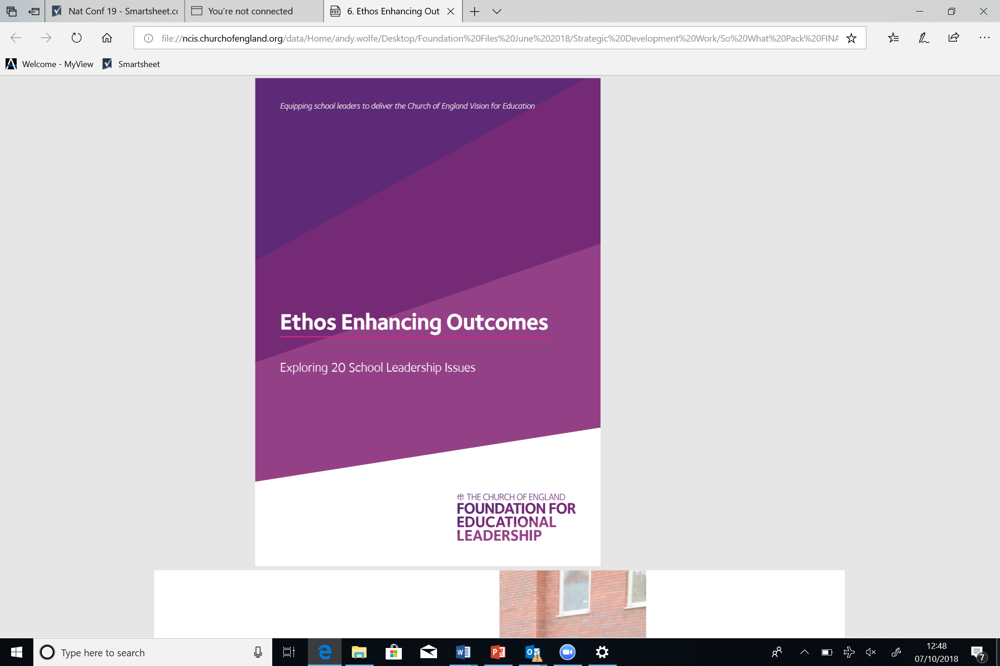 Nat Conf 19 - Smartsheet.co
You're not connected
PDF
6. Ethos Enhancing Out
file://ncis.churchofengland.org/data/Home/andy.wolfe/Desktop/Foundation%20Files%20June%202018/Strategic%20Development%20Work/So%20What%20Pack%20FINA
Welcome - MyView
Smartsheet
Equipping school leaders to deliver the Church of England Vision for Education
Ethos Enhancing Outcomes
Exploring 20 School Leadership Issues
THE CHURCH OF ENGLAND
FOUNDATION FOR
EDUCATIONAL
LEADERSHIP
Type here to search
12:48
07/10/2018
7